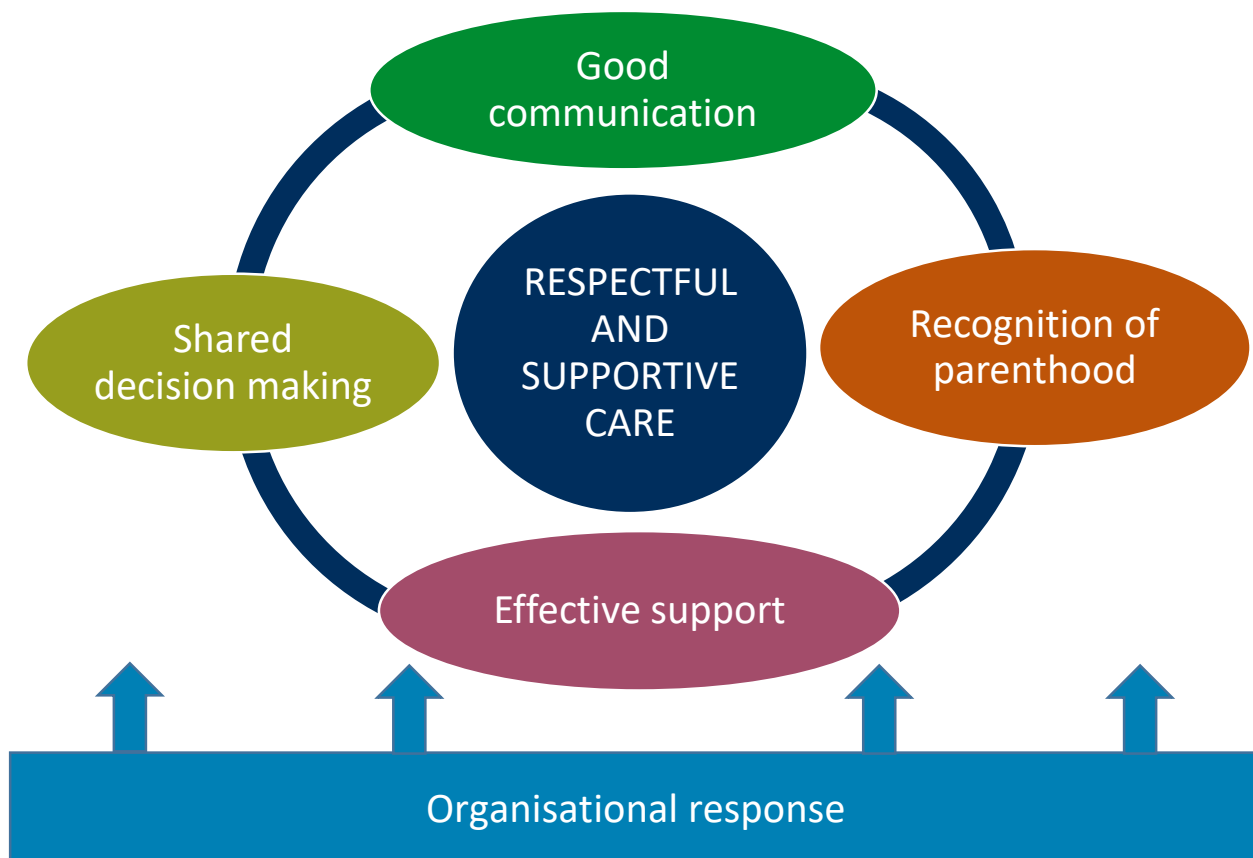 Good
communication
RESPECTFUL
AND
SUPPORTIVE
CARE
Shared
decision making
Recognition of
parenthood
Effective support
Organisational response